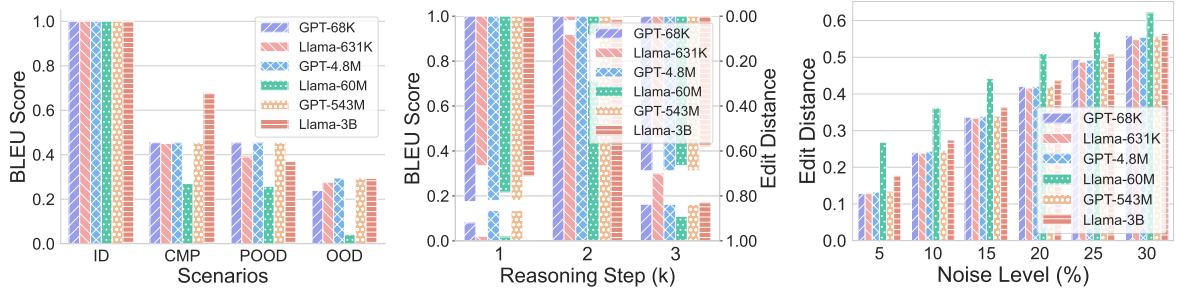 BLEU Score
1.0
0.8
0.6
0.4
0.2
0.0
GPT-68K
Llama-631K
GPT-4.8M
Llama-60M
GPT-543M
Llama-3B
ID CMP POOD OOD
Scenarios
BLEU Score
1.0
0.8
0.6
0.4
0.2
0.0
GPT-68K
Llama-631K
GPT-4.8M
Llama-60M
GPT-543M
Llama-3B
0.00
0.20
0.40
0.60
0.80
1.00
Edit Distance
1 2 3
Reasoning Step (k)
Edit Distance
0.6
0.5
0.4
0.3
0.2
0.1
0.0
GPT-68K
Llama-631K
GPT-4.8M
Llama-60M
GPT-543M
Llama-3B
5 10 15 20 25 30
Noise Level (%)